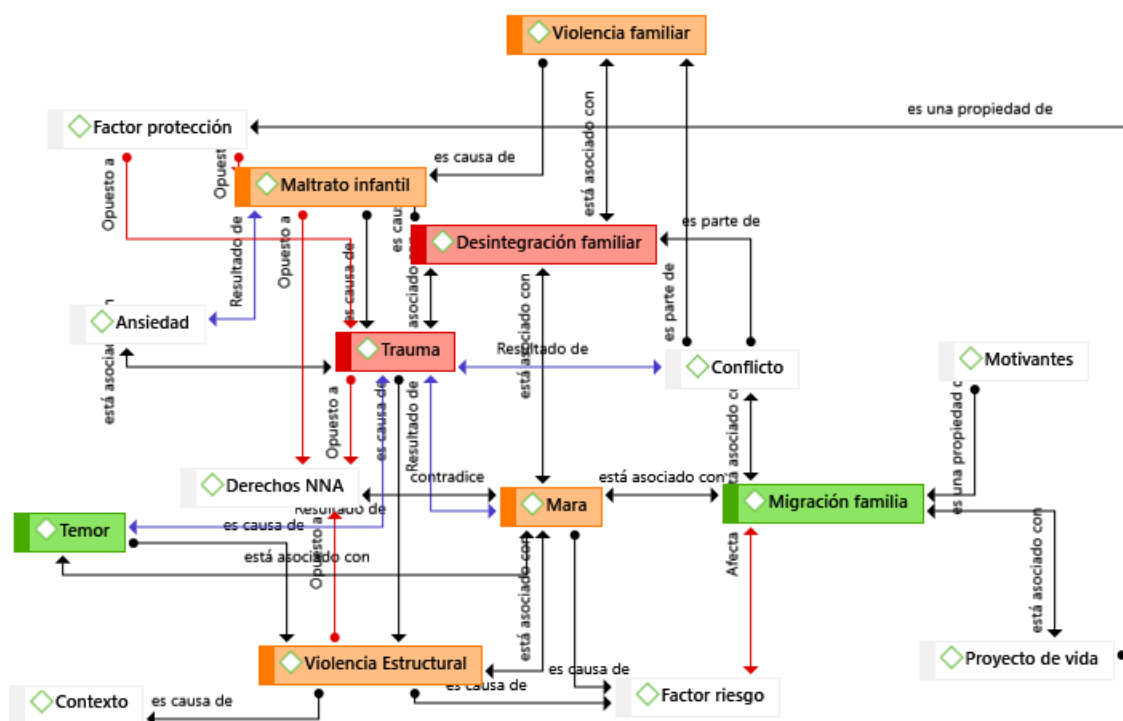 Violencia familiar
es una propiedad de
Factor protección
está asociado con
es causa de
Opuesto a
Opuest
Maltrato infantil
es parte de
Resultado de
Opuesto a
es causa de
es caus
Desintegración familiar
asociado con
está asociado con
es parte de
Ansiedad
está asociado con
Trauma
Resultado de
Conflicto
Motivantes
Opuesto a
es causa de
Resultado de
está asociado con
es una propiedad de
contradice
está asociado con
Derechos NNA
Mara
Migración familia
Resultado de
Temor
es causa de
está asociado con
Opuesto a
está asociado con
Afecta
está asociado con
Violencia Estructural
es causa de
Proyecto de vida
Contexto
es causa de
es causa de
Factor riesgo